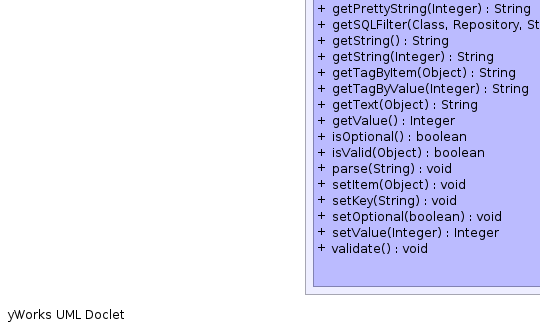 + getPrettyString(Integer) : String
+ getSQLFilter(Class, Repository, St
+ getString() : String
+ getString(Integer) : String
+ getTagByItem(Object) : String
+ getTagByValue(Integer) : String
+ getText(Object) : String
+ getValue() : Integer
+ isOptional() : boolean
+ isValid(Object) : boolean
+ parse(String) : void
+ setItem(Object) : void
+ setKey(String) : void
+ setOptional(boolean) : void
+ setValue(Integer) : Integer
+ validate() : void
yWorks UML Doclet